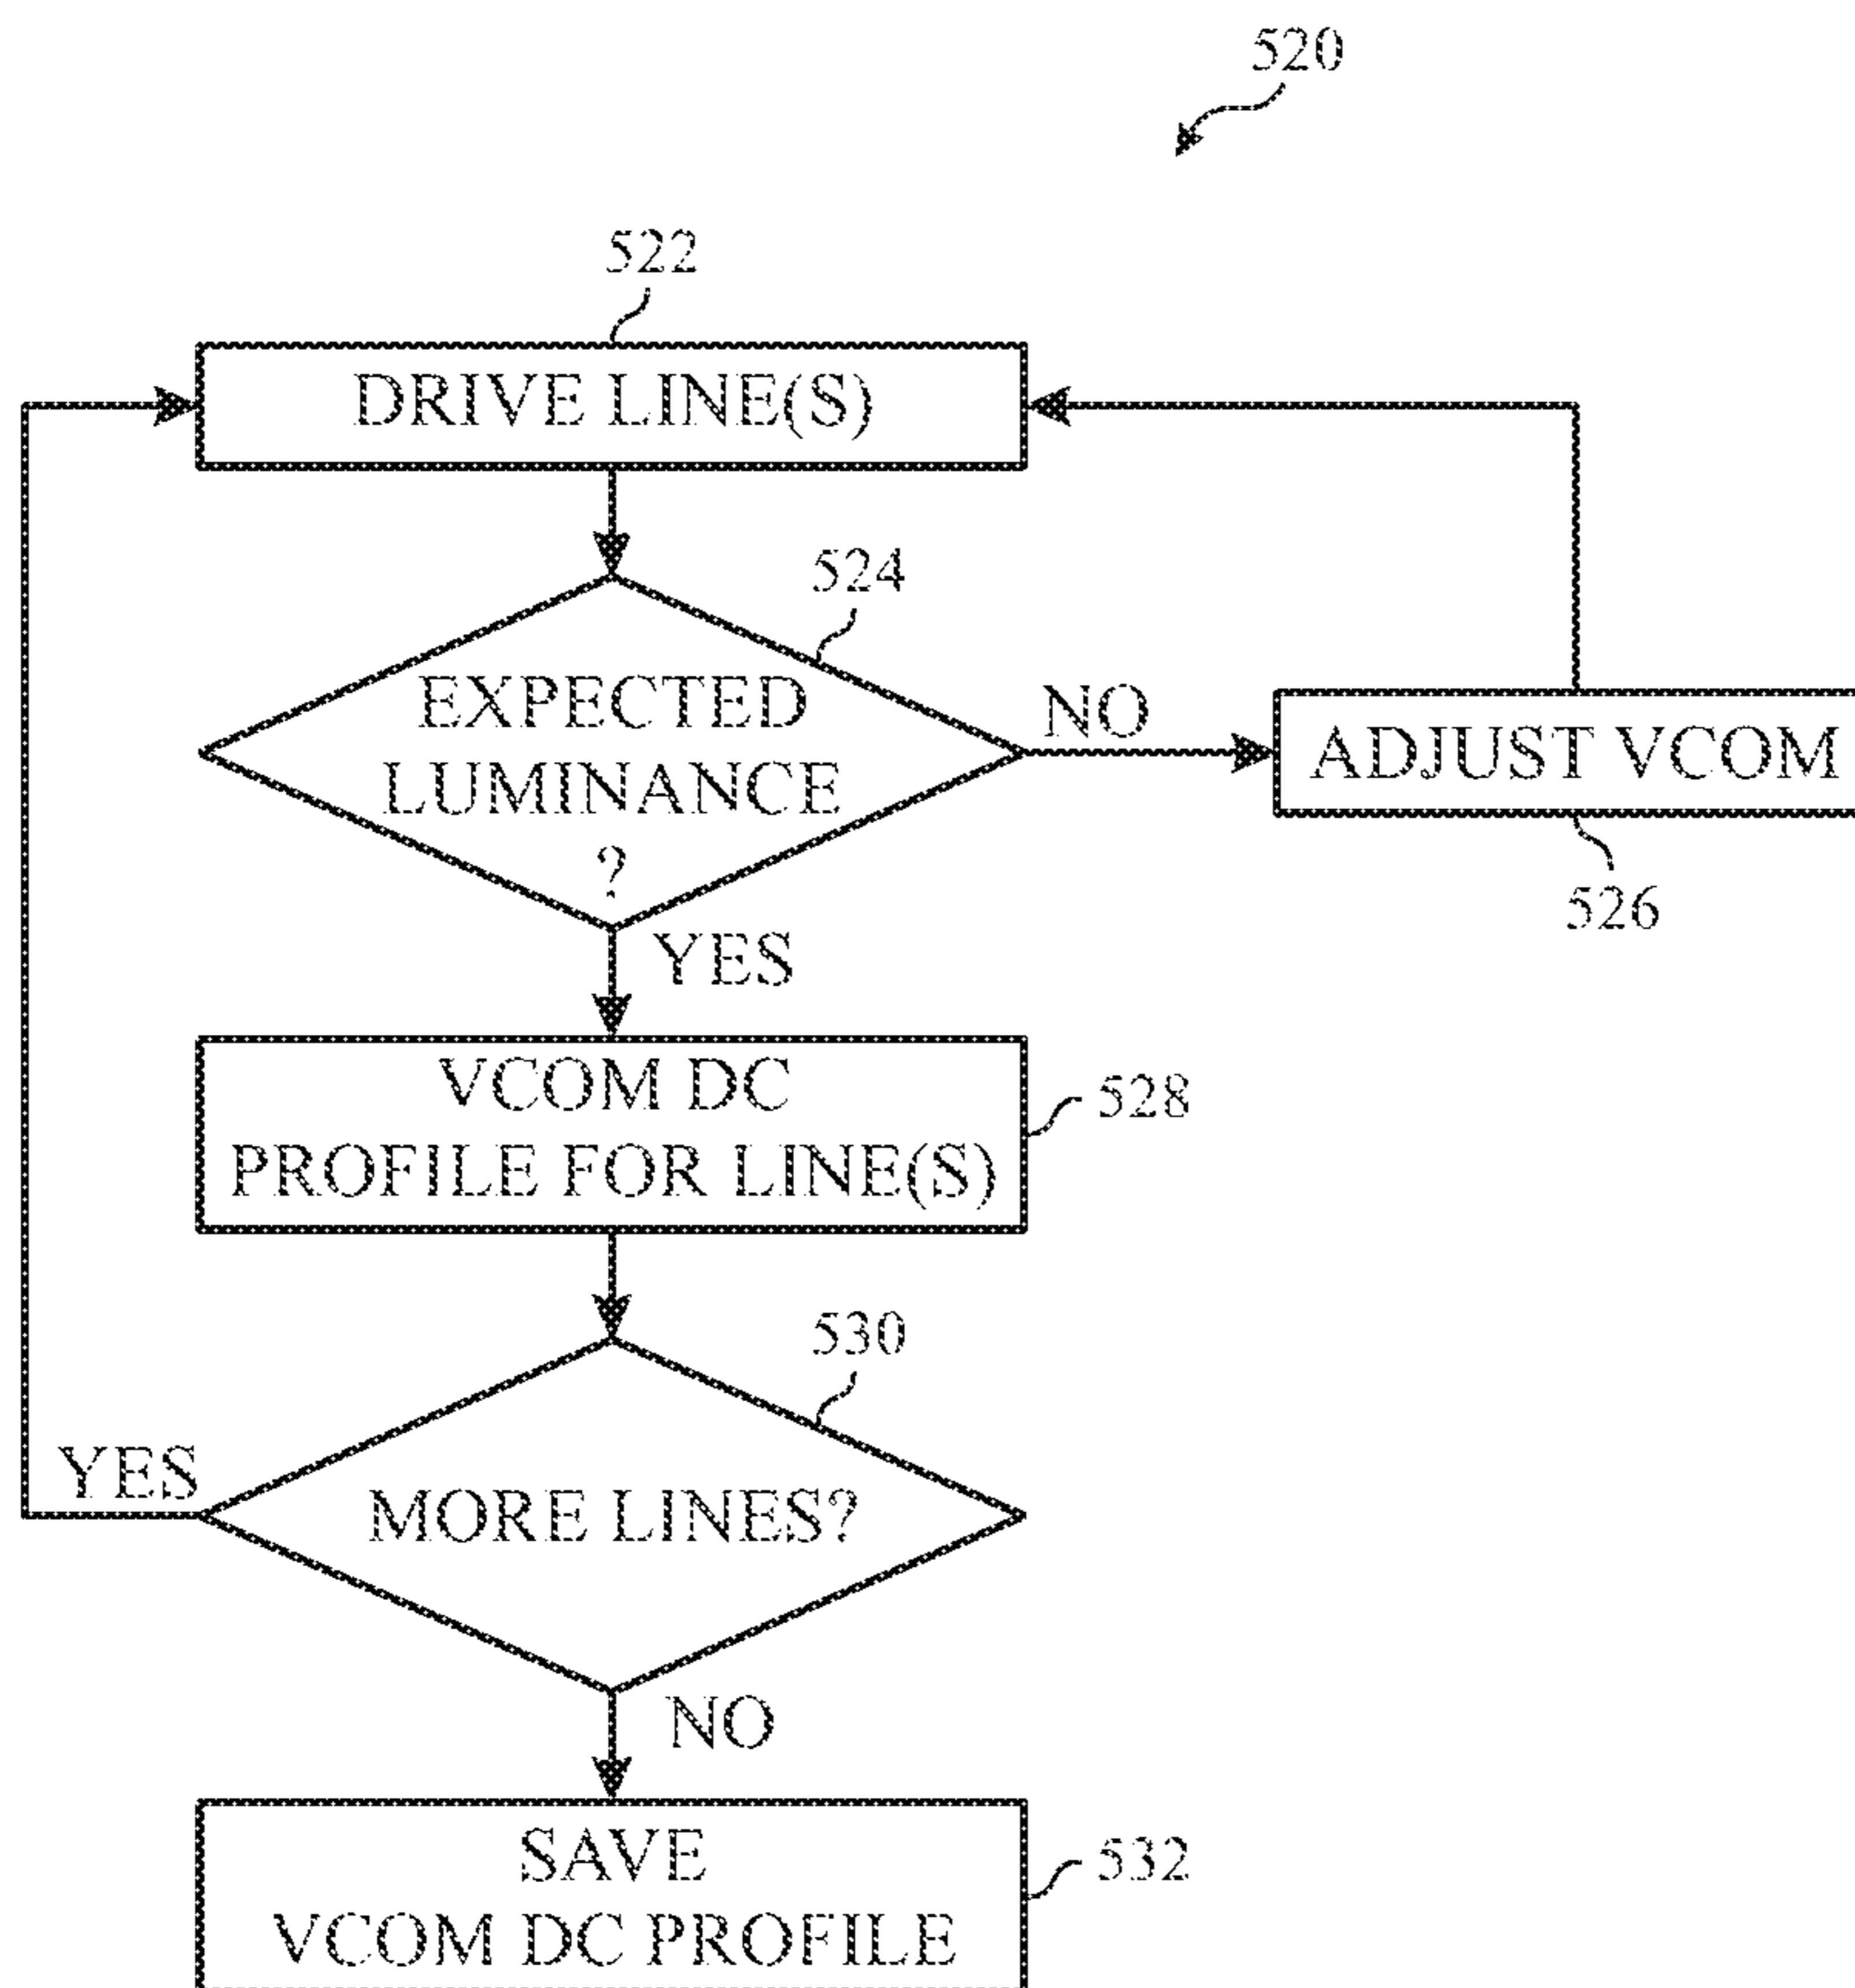 520
522
DRIVE LINE(S)
524
EXPECTED
LUMINANCE
?
NO
ADJUST VCOM
526
YES
VCOM DC
PROFILE FOR LINE(S)
528
530
YES
MORE LINES?
NO
SAVE
VCOM DC PROFILE
532